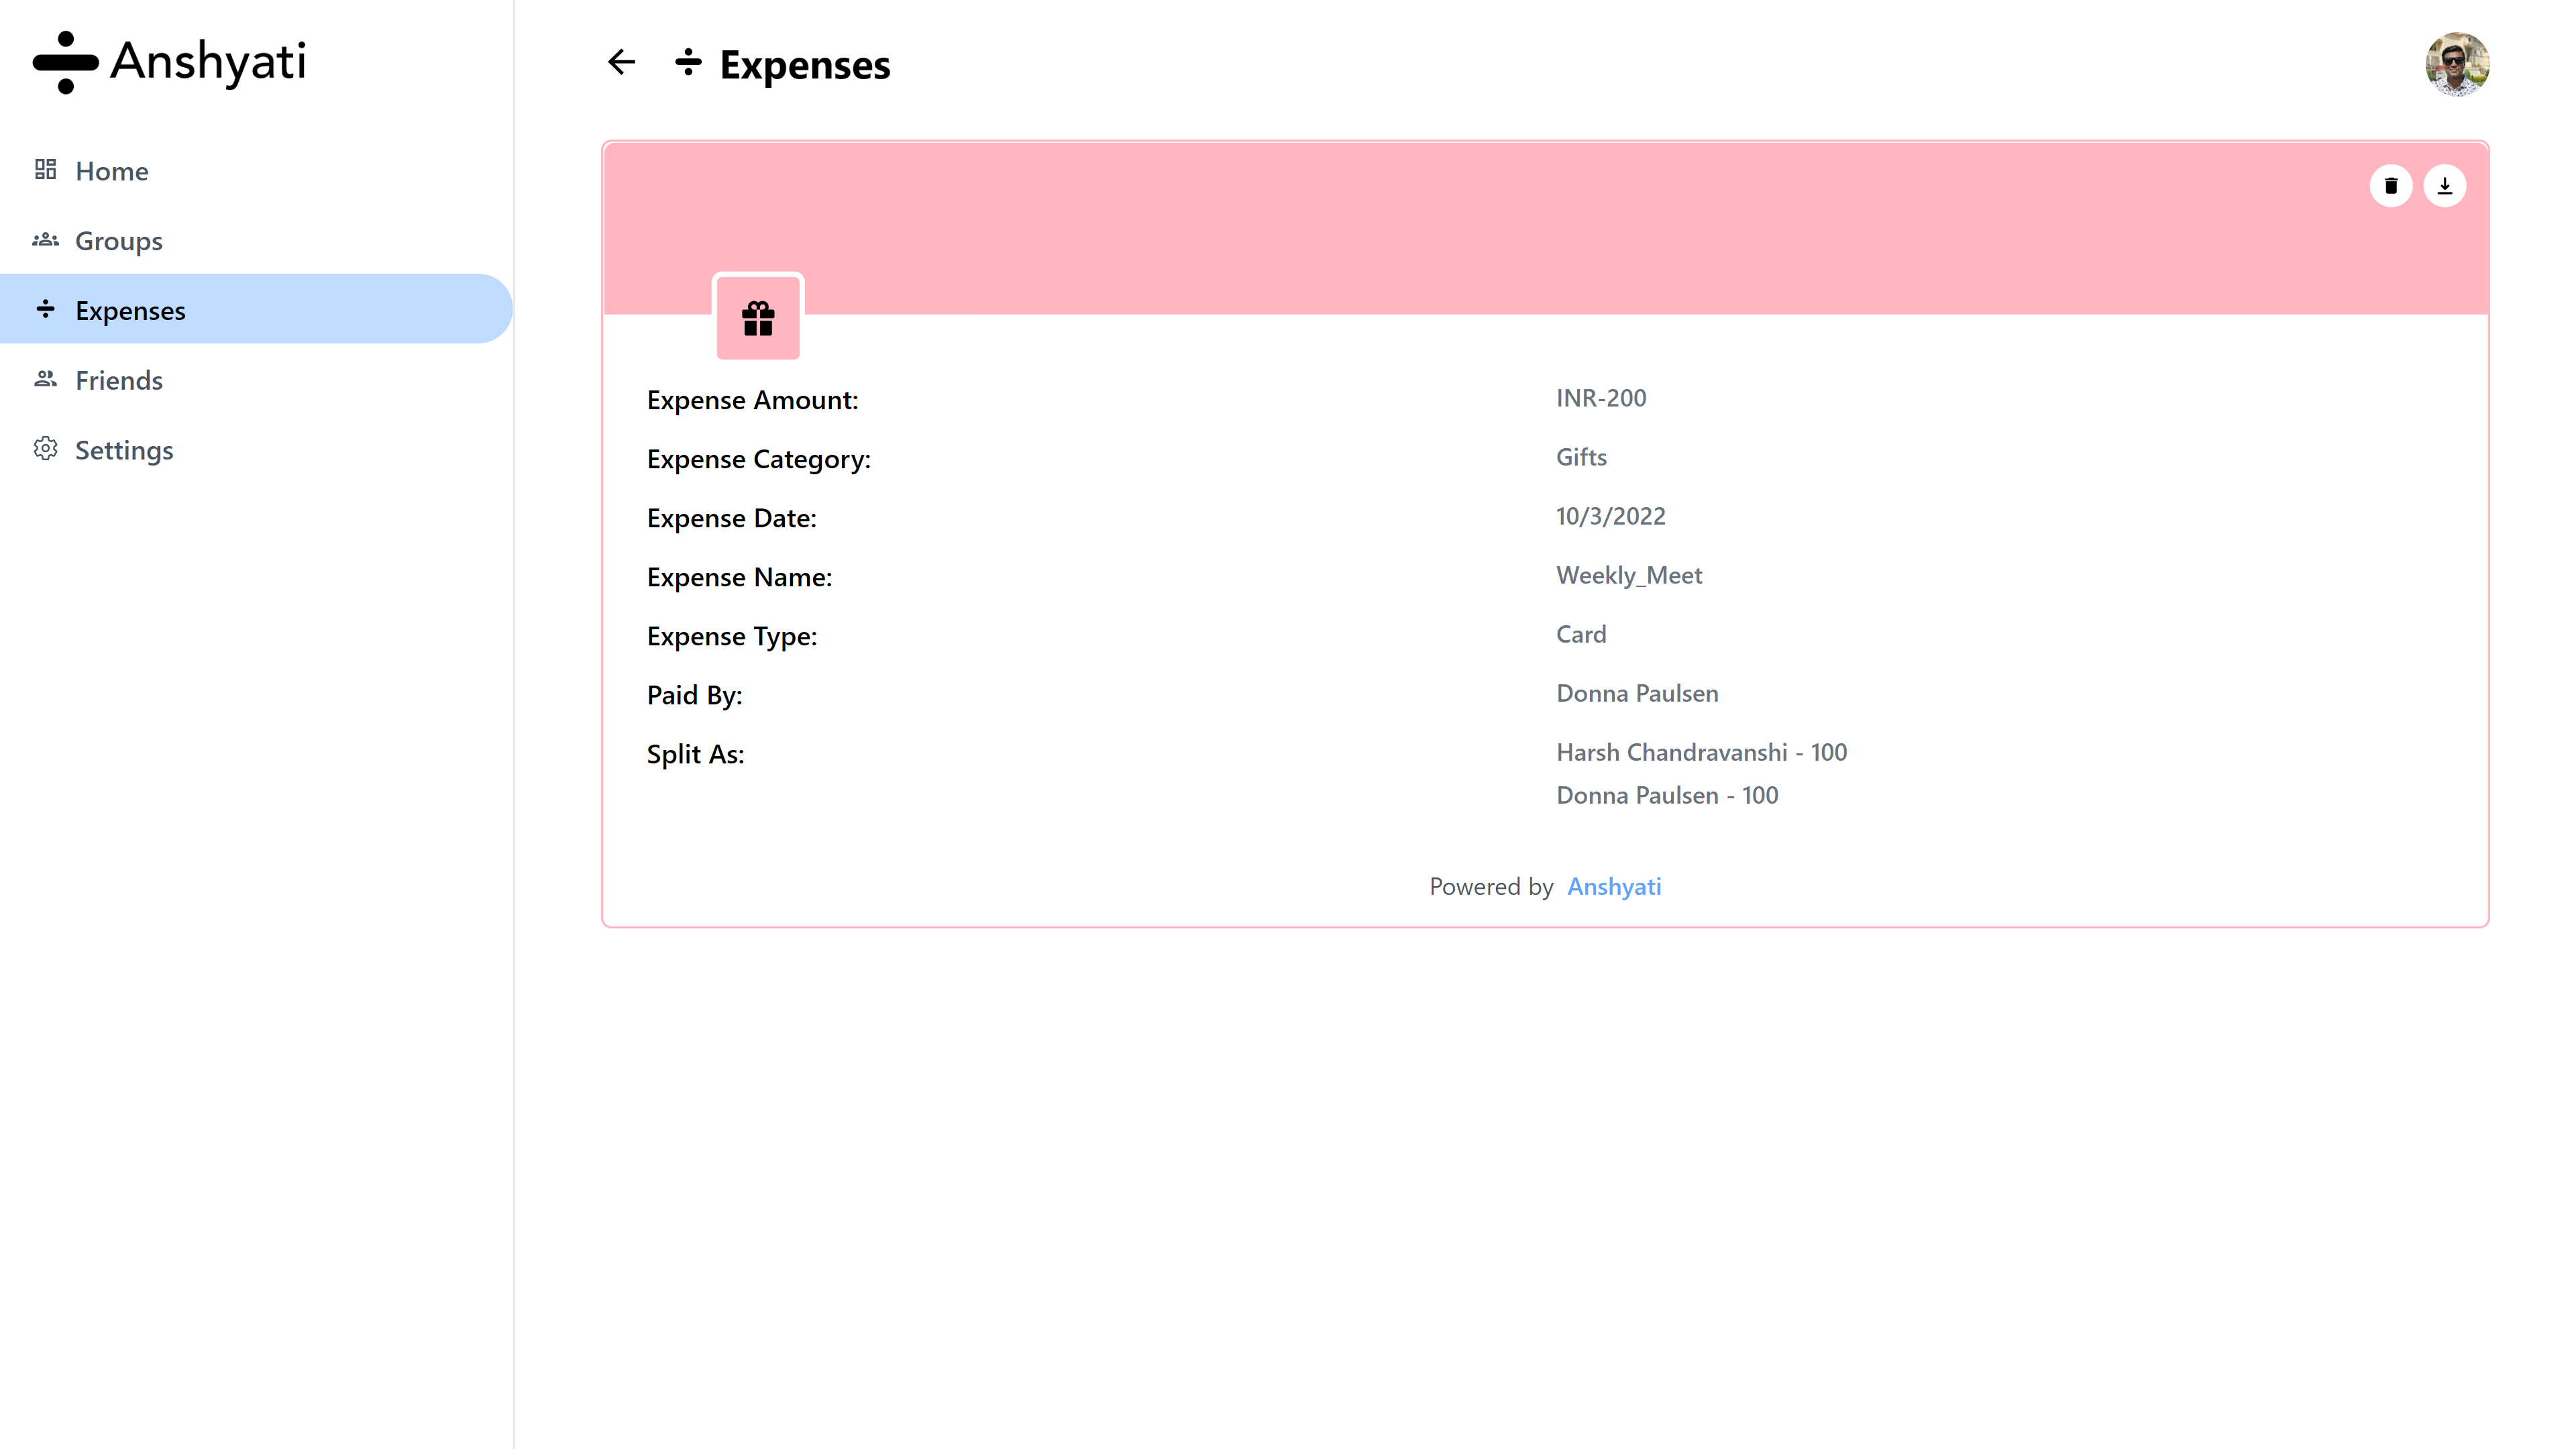 Anshyati
Home
Groups
Expenses
Friends
Settings
Expenses
Expense Amount: INR-200
Expense Category: Gifts
Expense Date: 10/3/2022
Expense Name: Weekly_Meet
Expense Type: Card
Paid By: Donna Paulsen
Split As: Harsh Chandravanshi - 100
Donna Paulsen - 100
Powered by Anshyati